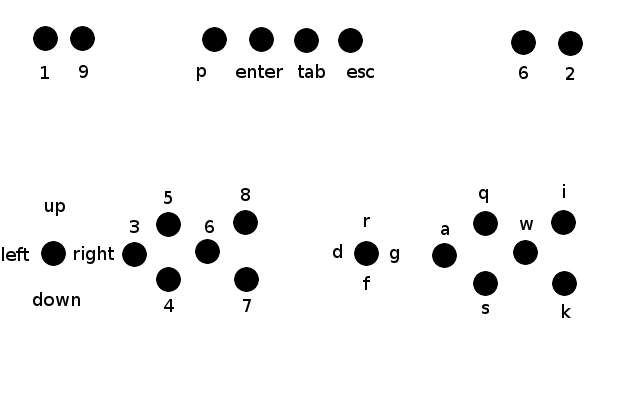 1 9 p enter tab esc 6 2
up
left right 3 5 6 8
down 4 7
r
d g a q w i
f s k